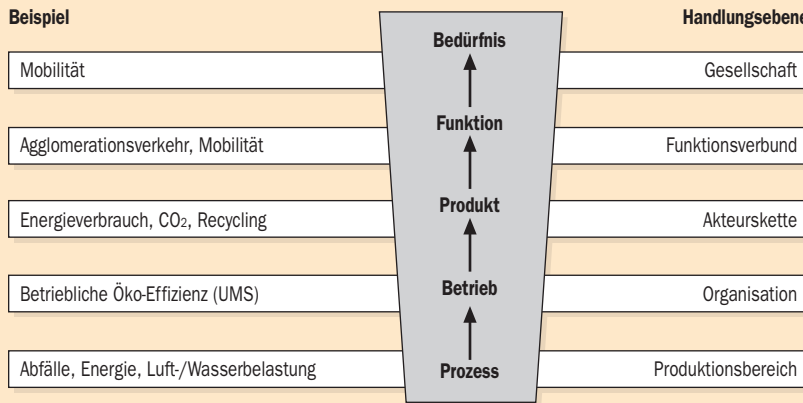 Beispiel Handlungsebene
Bedürfnis
Mobilität Gesellschaft
Funktion
Agglomerationsverkehr, Mobilität Funktionsverbund
Produkt
Energieverbrauch, CO₂, Recycling Akteurskette
Betriebliche Öko-Effizienz (UMS) Betrieb Organisation
Abfälle, Energie, Luft-/Wasserbelastung Prozess Produktionsbereich